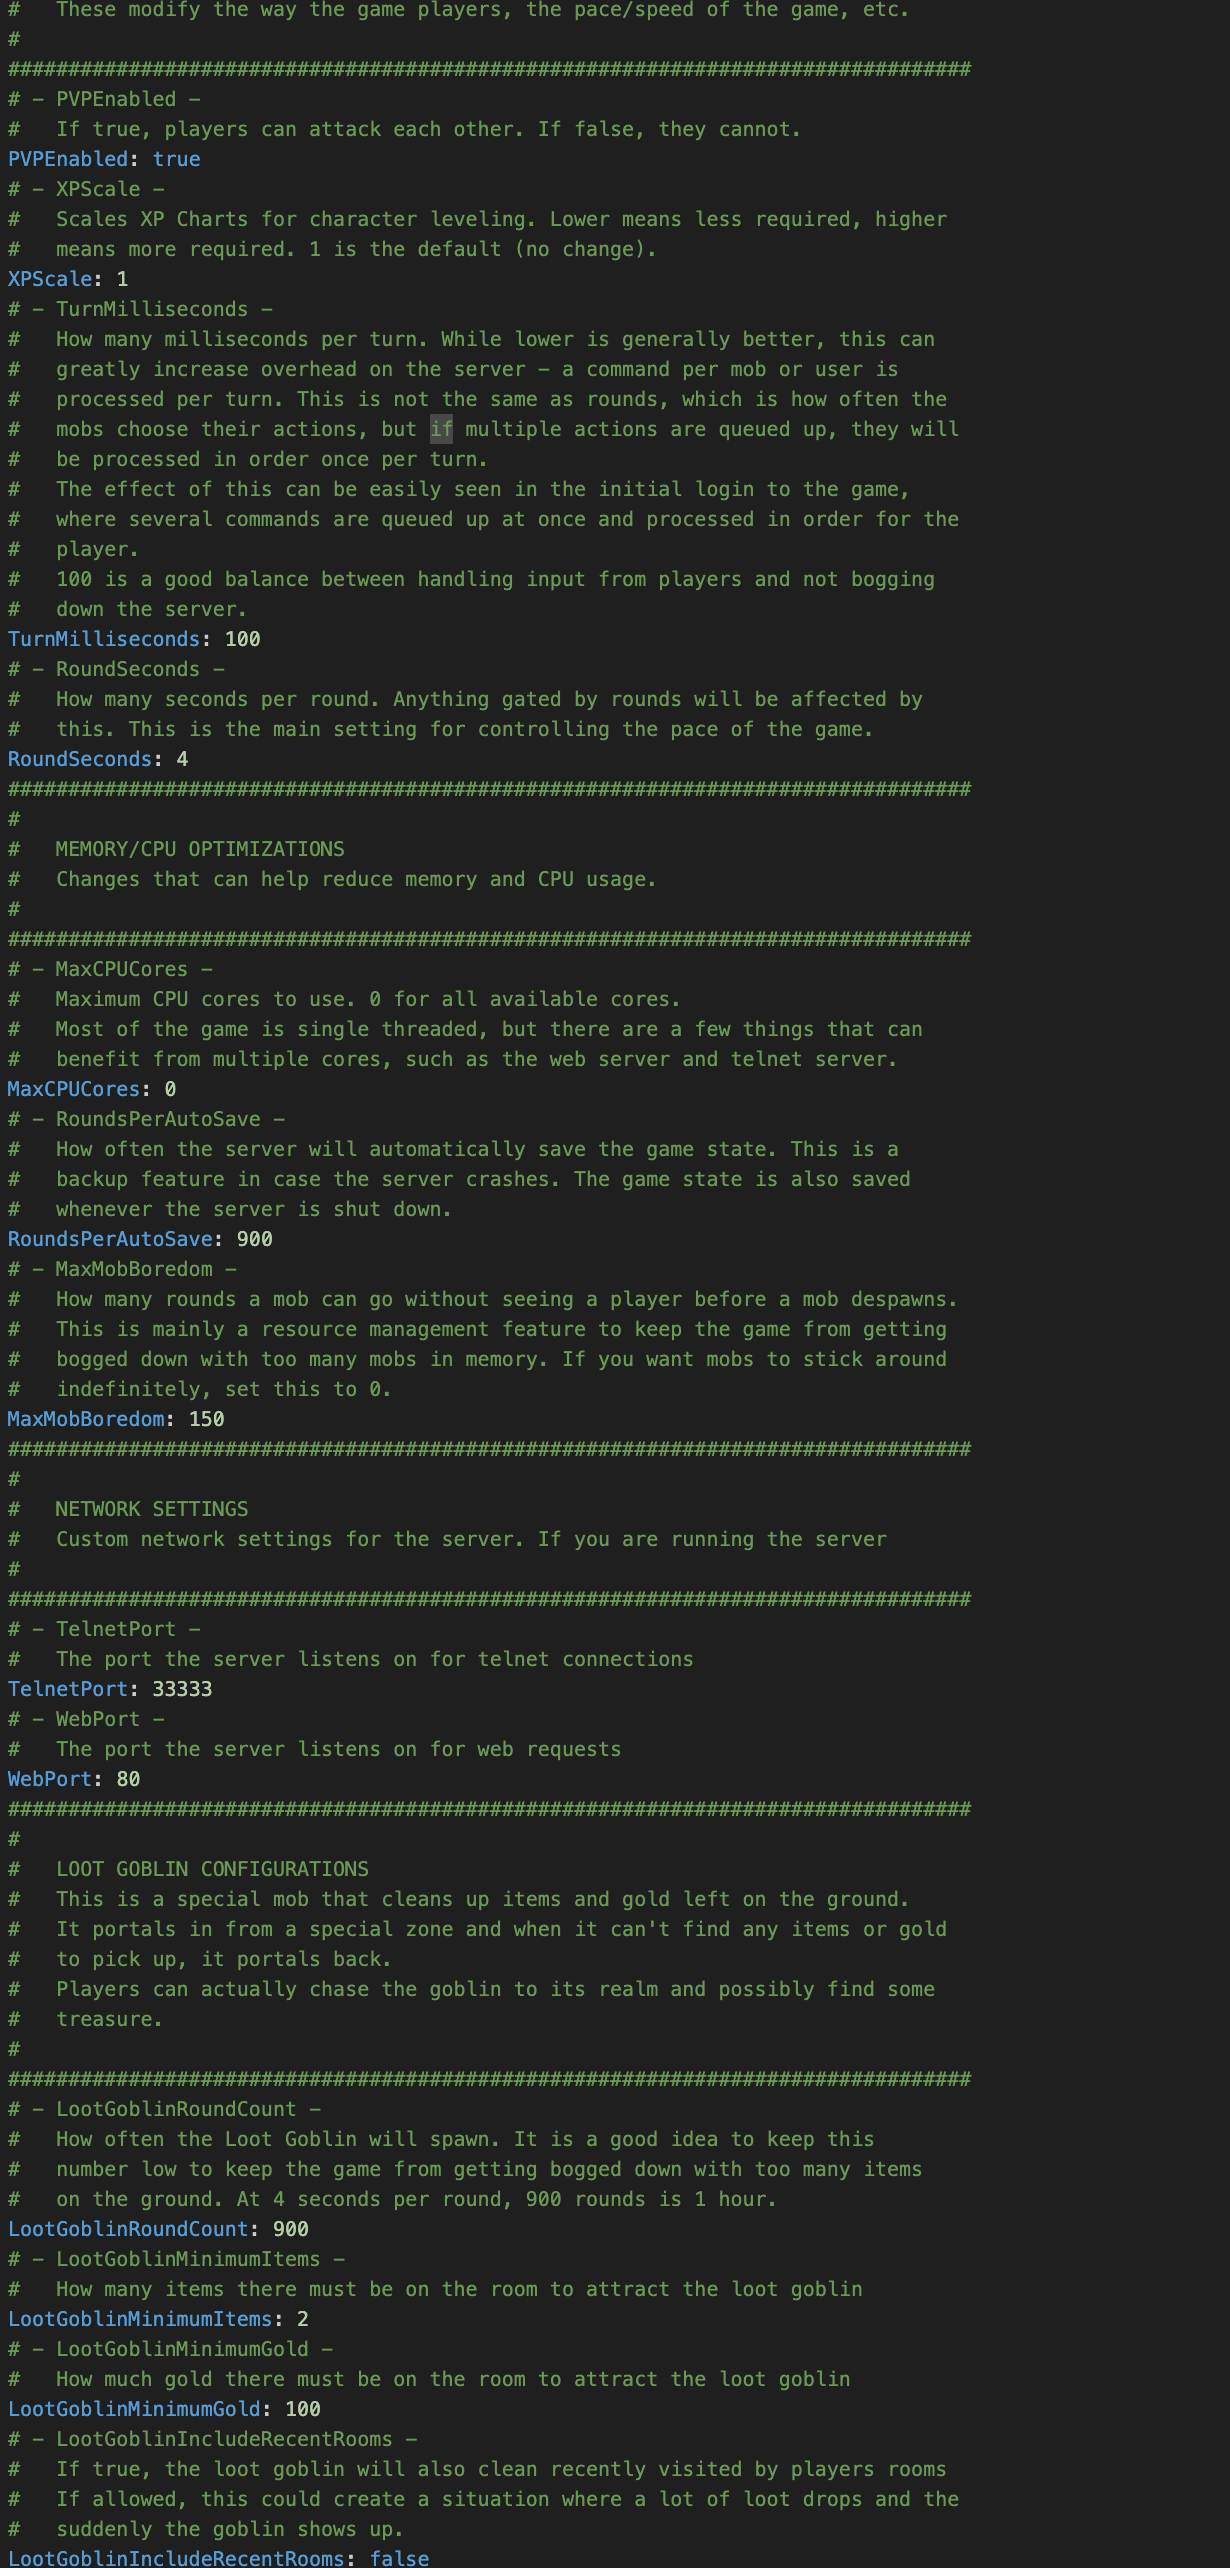 #   These modify the way the game players, the pace/speed of the game, etc.
#
################################################################################
# - PVPEnabled -
#   If true, players can attack each other. If false, they cannot.
PVPEnabled: true
# - XPScale -
#   Scales XP Charts for character leveling. Lower means less required, higher
#   means more required. 1 is the default (no change).
XPScale: 1
# - TurnMilliseconds -
#   How many milliseconds per turn. While lower is generally better, this can
#   greatly increase overhead on the server - a command per mob or user is
#   processed per turn. This is not the same as rounds, which is how often the
#   mobs choose their actions, but if multiple actions are queued up, they will
#   be processed in order once per turn.
#   The effect of this can be easily seen in the initial login to the game,
#   where several commands are queued up at once and processed in order for the
#   player.
#   100 is a good balance between handling input from players and not bogging
#   down the server.
TurnMilliseconds: 100
# - RoundSeconds -
#   How many seconds per round. Anything gated by rounds will be affected by
#   this. This is the main setting for controlling the pace of the game.
RoundSeconds: 4
################################################################################
#
#   MEMORY/CPU OPTIMIZATIONS
#   Changes that can help reduce memory and CPU usage.
#
################################################################################
# - MaxCPUCores -
#   Maximum CPU cores to use. 0 for all available cores.
#   Most of the game is single threaded, but there are a few things that can
#   benefit from multiple cores, such as the web server and telnet server.
MaxCPUCores: 0
# - RoundsPerAutoSave -
#   How often the server will automatically save the game state. This is a
#   backup feature in case the server crashes. The game state is also saved
#   whenever the server is shut down.
RoundsPerAutoSave: 900
# - MaxMobBoredom -
#   How many rounds a mob can go without seeing a player before a mob despawns.
#   This is mainly a resource management feature to keep the game from getting
#   bogged down with too many mobs in memory. If you want mobs to stick around
#   indefinitely, set this to 0.
MaxMobBoredom: 150
################################################################################
#
#   NETWORK SETTINGS
#   Custom network settings for the server. If you are running the server
#
################################################################################
# - TelnetPort -
#   The port the server listens on for telnet connections
TelnetPort: 33333
# - WebPort -
#   The port the server listens on for web requests
WebPort: 80
################################################################################
#
#   LOOT GOBLIN CONFIGURATIONS
#   This is a special mob that cleans up items and gold left on the ground.
#   It portals in from a special zone and when it can't find any items or gold
#   to pick up, it portals back.
#   Players can actually chase the goblin to its realm and possibly find some
#   treasure.
#
################################################################################
# - LootGoblinRoundCount -
#   How often the Loot Goblin will spawn. It is a good idea to keep this
#   number low to keep the game from getting bogged down with too many items
#   on the ground. At 4 seconds per round, 900 rounds is 1 hour.
LootGoblinRoundCount: 900
# - LootGoblinMinimumItems -
#   How many items there must be on the room to attract the loot goblin
LootGoblinMinimumItems: 2
# - LootGoblinMinimumGold -
#   How much gold there must be on the room to attract the loot goblin
LootGoblinMinimumGold: 100
# - LootGoblinIncludeRecentRooms -
#   If true, the loot goblin will also clean recently visited by players rooms
#   If allowed, this could create a situation where a lot of loot drops and the
#   suddenly the goblin shows up.
LootGoblinIncludeRecentRooms: false